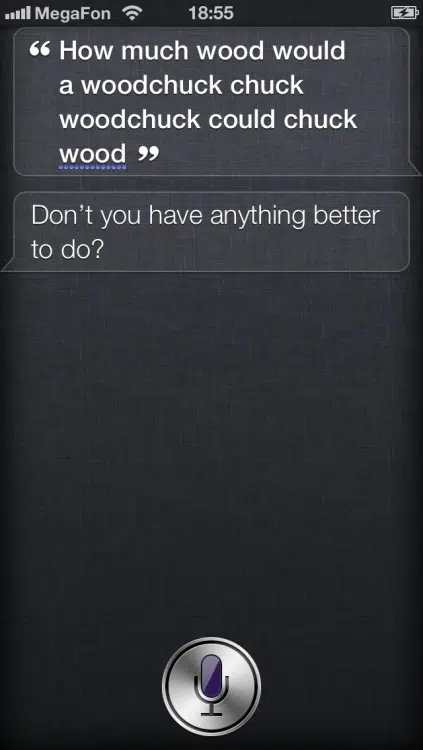 MegaFon 18:55
“ How much wood would
a woodchuck chuck
woodchuck could chuck
wood ”
Don’t you have anything better
to do?